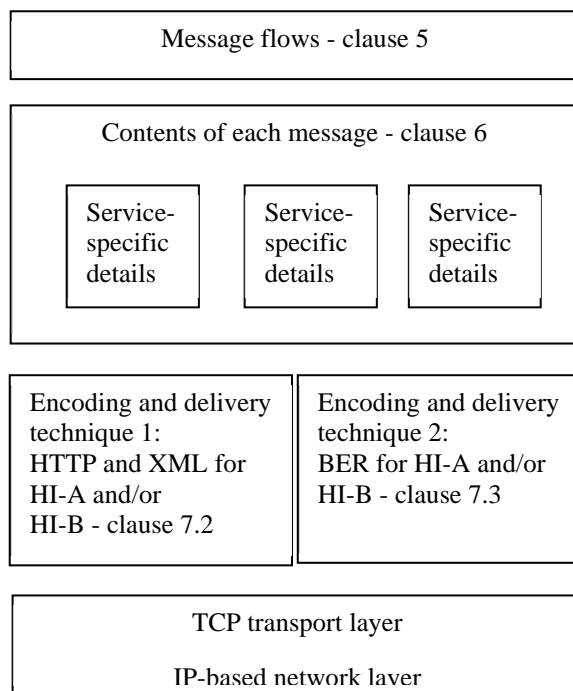 Message flows - clause 5
Contents of each message - clause 6
Service-
specific
details
Service-
specific
details
Service-
specific
details
Encoding and delivery
technique 1:
HTTP and XML for
HI-A and/or
HI-B - clause 7.2
Encoding and delivery
technique 2:
BER for HI-A and/or
HI-B - clause 7.3
TCP transport layer
IP-based network layer